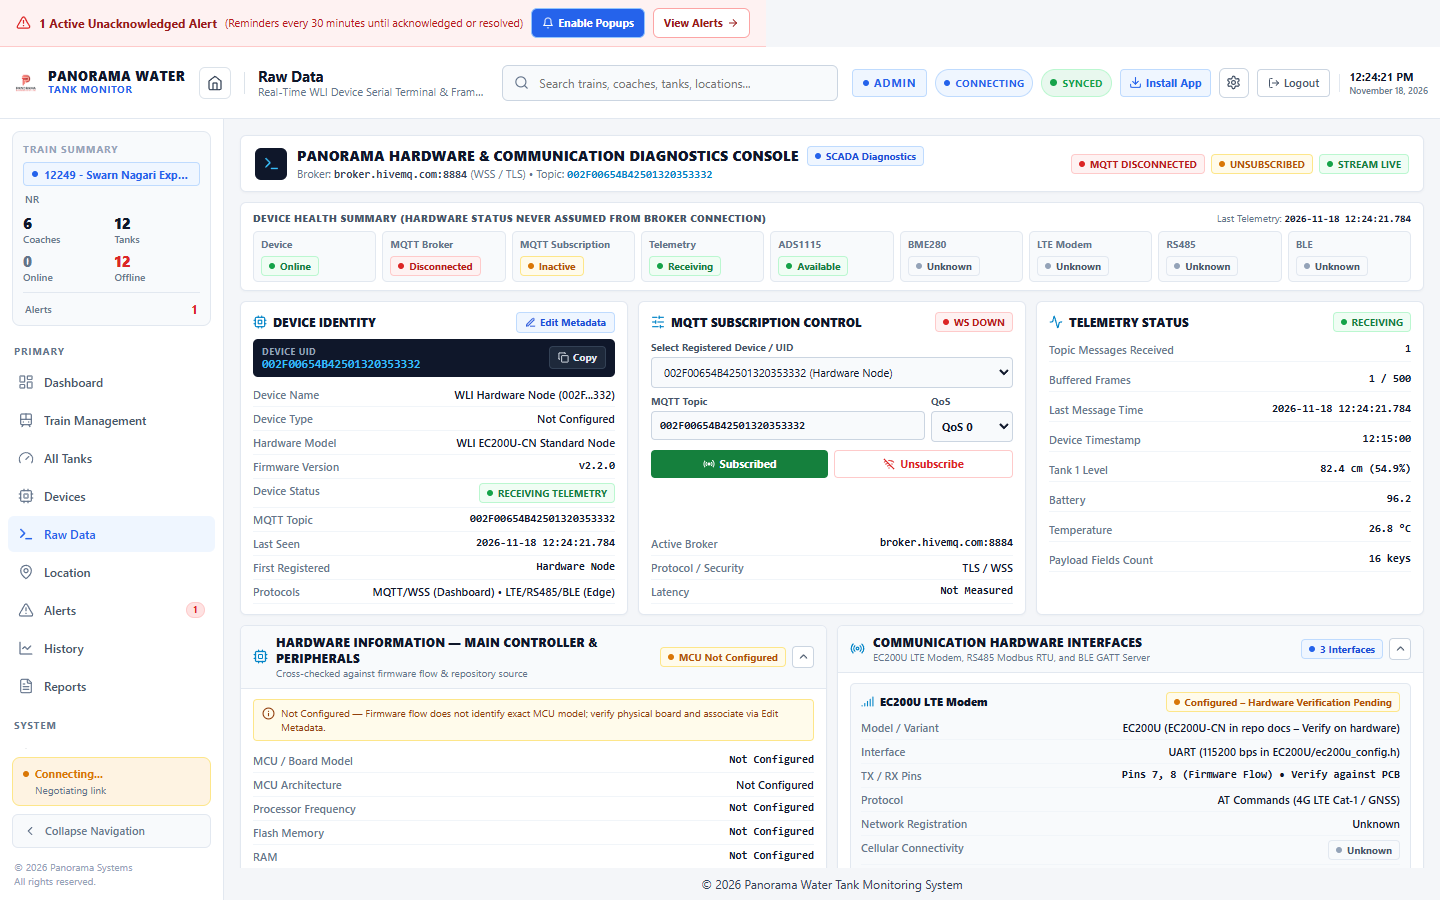 1 Active Unacknowledged Alert (Reminders every 30 minutes until acknowledged or resolved) Enable Popups View Alerts →
PANORAMA WATER
TANK MONITOR
Raw Data
Real-Time WLI Device Serial Terminal & Fram...
Search trains, coaches, tanks, locations...
ADMIN
CONNECTING
SYNCED
Install App
Logout
12:24:21 PM
November 18, 2026
TRAIN SUMMARY
12249 - Swarn Nagari Exp...
NR
6 12
Coaches Tanks
0 12
Online Offline
Alerts 1
PRIMARY
Dashboard
Train Management
All Tanks
Devices
Raw Data
Location
Alerts 1
History
Reports
SYSTEM
Connecting...
Negotiating link
Collapse Navigation
© 2026 Panorama Systems
All rights reserved.
PANORAMA HARDWARE & COMMUNICATION DIAGNOSTICS CONSOLE SCADA Diagnostics
Broker: broker.hivemq.com:8884 (WSS / TLS) • Topic: 002F00654B42501320353332
MQTT DISCONNECTED UNSUBSCRIBED STREAM LIVE
DEVICE HEALTH SUMMARY (HARDWARE STATUS NEVER ASSUMED FROM BROKER CONNECTION) Last Telemetry: 2026-11-18 12:24:21.784
Device MQTT Broker MQTT Subscription Telemetry ADS1115 BME280 LTE Modem RS485 BLE
Online Disconnected Inactive Receiving Available Unknown Unknown Unknown Unknown
DEVICE IDENTITY Edit Metadata
DEVICE UID
002F00654B42501320353332 Copy
Device Name WLI Hardware Node (002F...332)
Device Type Not Configured
Hardware Model WLI EC200U-CN Standard Node
Firmware Version v2.2.0
Device Status RECEIVING TELEMETRY
MQTT Topic 002F00654B42501320353332
Last Seen 2026-11-18 12:24:21.784
First Registered Hardware Node
Protocols MQTT/WSS (Dashboard) • LTE/RS485/BLE (Edge)
MQTT SUBSCRIPTION CONTROL WS DOWN
Select Registered Device / UID
002F00654B42501320353332 (Hardware Node)
MQTT Topic QoS
002F00654B42501320353332 QoS 0
Subscribed Unsubscribe
Active Broker broker.hivemq.com:8884
Protocol / Security TLS / WSS
Latency Not Measured
TELEMETRY STATUS RECEIVING
Topic Messages Received 1
Buffered Frames 1 / 500
Last Message Time 2026-11-18 12:24:21.784
Device Timestamp 12:15:00
Tank 1 Level 82.4 cm (54.9%)
Battery 96.2
Temperature 26.8 °C
Payload Fields Count 16 keys
HARDWARE INFORMATION — MAIN CONTROLLER &
PERIPHERALS
Cross-checked against firmware flow & repository source
MCU Not Configured
Not Configured — Firmware flow does not identify exact MCU model; verify physical board and associate via Edit
Metadata.
MCU / Board Model Not Configured
MCU Architecture Not Configured
Processor Frequency Not Configured
Flash Memory Not Configured
RAM Not Configured
COMMUNICATION HARDWARE INTERFACES
EC200U LTE Modem, RS485 Modbus RTU, and BLE GATT Server
3 Interfaces
EC200U LTE Modem Configured – Hardware Verification Pending
Model / Variant EC200U (EC200U-CN in repo docs – Verify on hardware)
Interface UART (115200 bps in EC200U/ec200u_config.h)
TX / RX Pins Pins 7, 8 (Firmware Flow) • Verify against PCB
Protocol AT Commands (4G LTE Cat-1 / GNSS)
Network Registration Unknown
Cellular Connectivity Unknown
© 2026 Panorama Water Tank Monitoring System